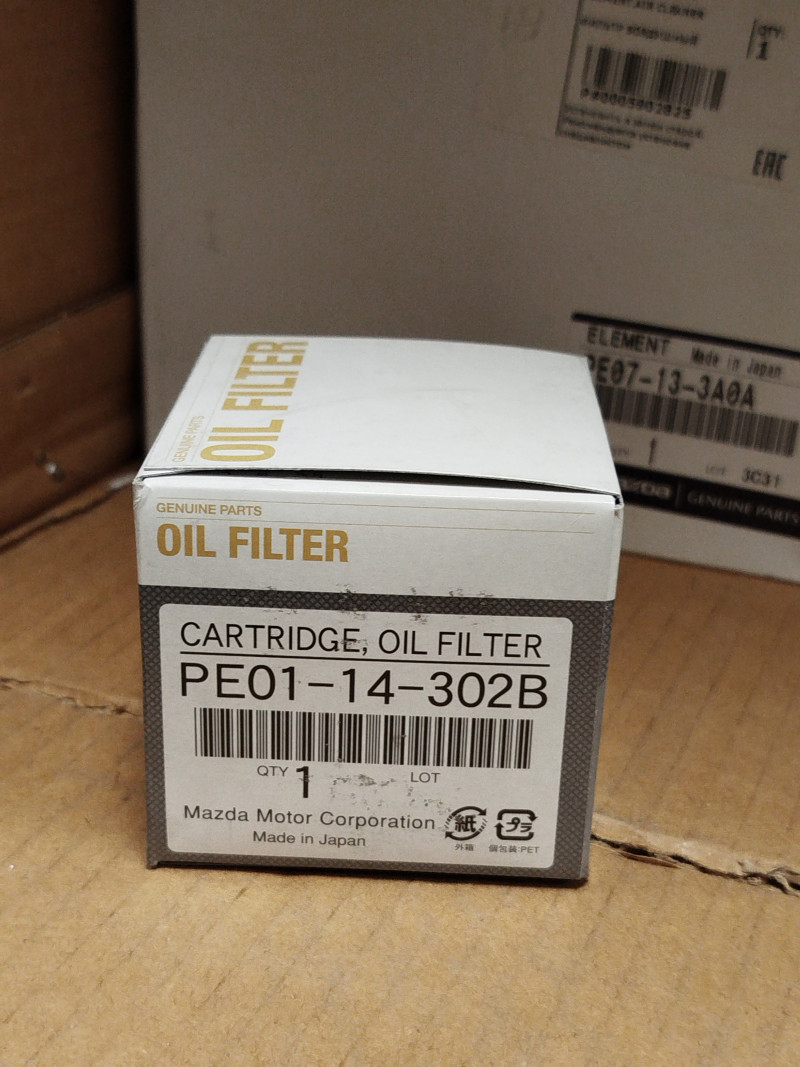 QTY:
1
EAC
ELEMENT Made in Japan
PE07-13-3A0A
1
LOT 3C31
GENUINE PARTS
GENUINE PARTS
OIL FILTER
GENUINE PARTS
OIL FILTER
CARTRIDGE, OIL FILTER
PE01-14-302B
QTY 1 LOT
Mazda Motor Corporation
Made in Japan
紙 プラ
外箱 個包装:PET